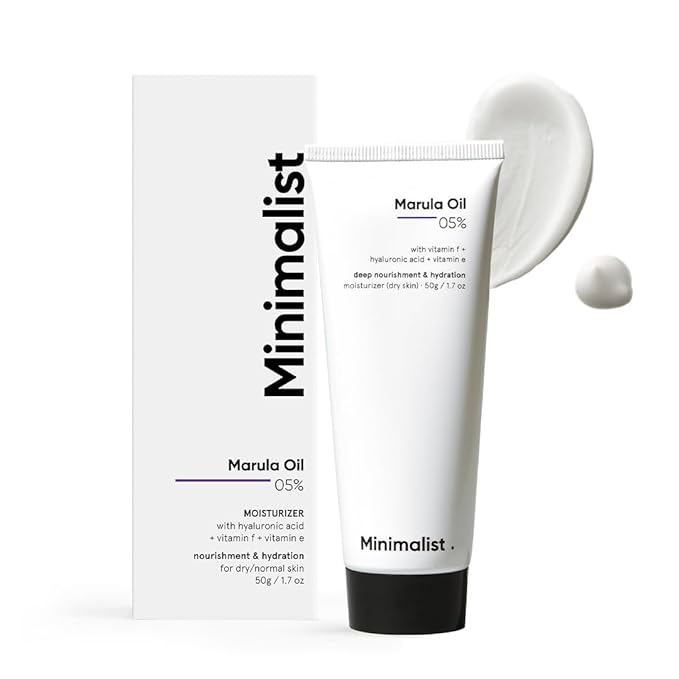 Minimalist
Marula Oil
05%
MOISTURIZER
with hyaluronic acid
+ vitamin f + vitamin e
nourishment & hydration
for dry/normal skin
50g / 1.7 oz
Marula Oil
05%
with vitamin f +
hyaluronic acid + vitamin e
deep nourishment & hydration
moisturizer (dry skin) · 50g / 1.7 oz
Minimalist .